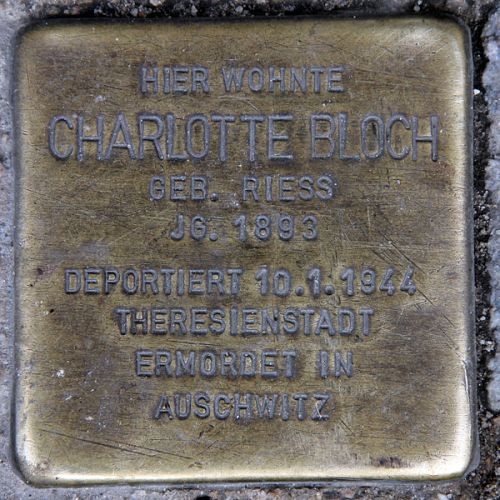 HIER WOHNTE
CHARLOTTE BLOCH
GEB. RIESS
JG. 1893
DEPORTIERT 10.1.1944
THERESIENSTADT
ERMORDET IN
AUSCHWITZ